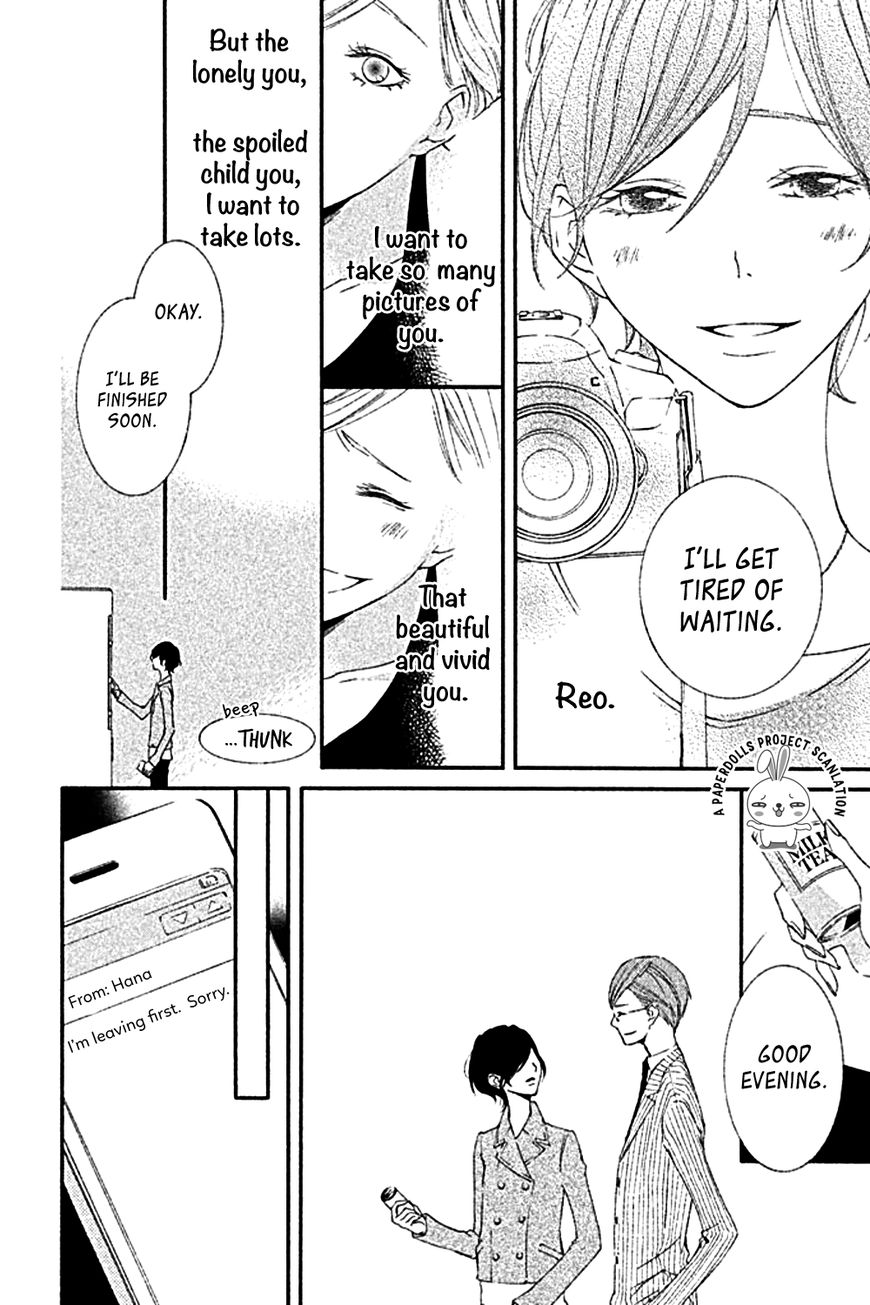 I'LL GET
TIRED OF
WAITING.
Reo.
I want to
take so many
pictures of
you.
That
beautiful
and vivid
you.
But the
lonely you,
the spoiled
child you,
I want to
take lots.
OKAY.
I'LL BE
FINISHED
SOON.
beep
...THUNK
A PAPERDOLLS PROJECT SCANLATION
MILK
TEA
GOOD
EVENING.
From: Hana
I'm leaving first. Sorry.